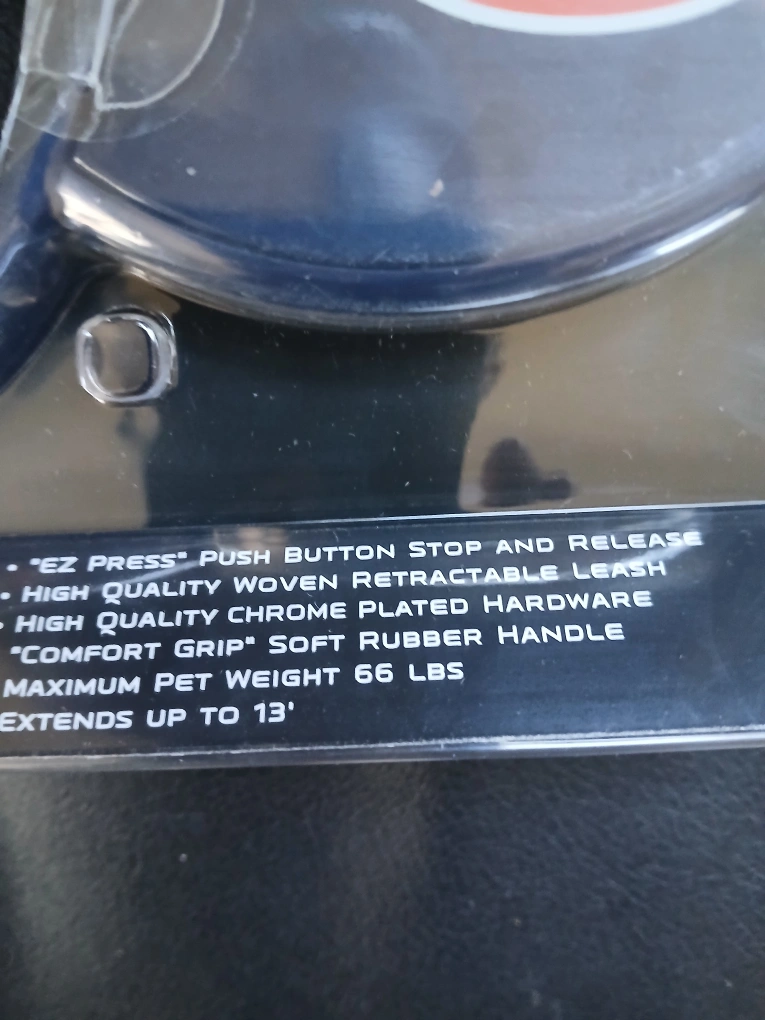 • "EZ PRESS" PUSH BUTTON STOP AND RELEASE
• HIGH QUALITY WOVEN RETRACTABLE LEASH
• HIGH QUALITY CHROME PLATED HARDWARE
"COMFORT GRIP" SOFT RUBBER HANDLE
MAXIMUM PET WEIGHT 66 LBS
EXTENDS UP TO 13'